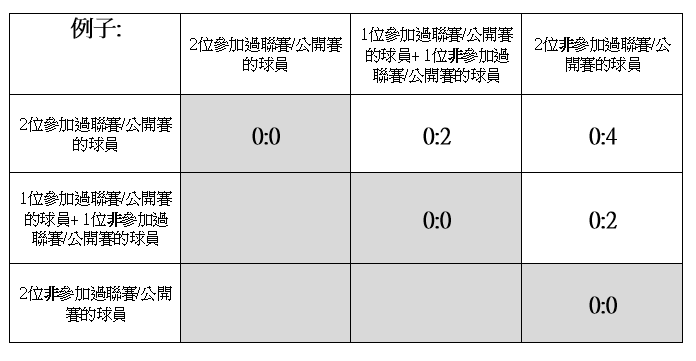 例子:
2位參加過聯賽/公開賽
的球員
1位參加過聯賽/公開賽
的球員+ 1位非參加過
聯賽/公開賽的球員
2位非參加過聯賽/公
開賽的球員
2位參加過聯賽/公開賽
的球員
0:0
0:2
0:4
1位參加過聯賽/公開賽
的球員+ 1位非參加過
聯賽/公開賽的球員
0:0
0:2
2位非參加過聯賽/公開
賽的球員
0:0